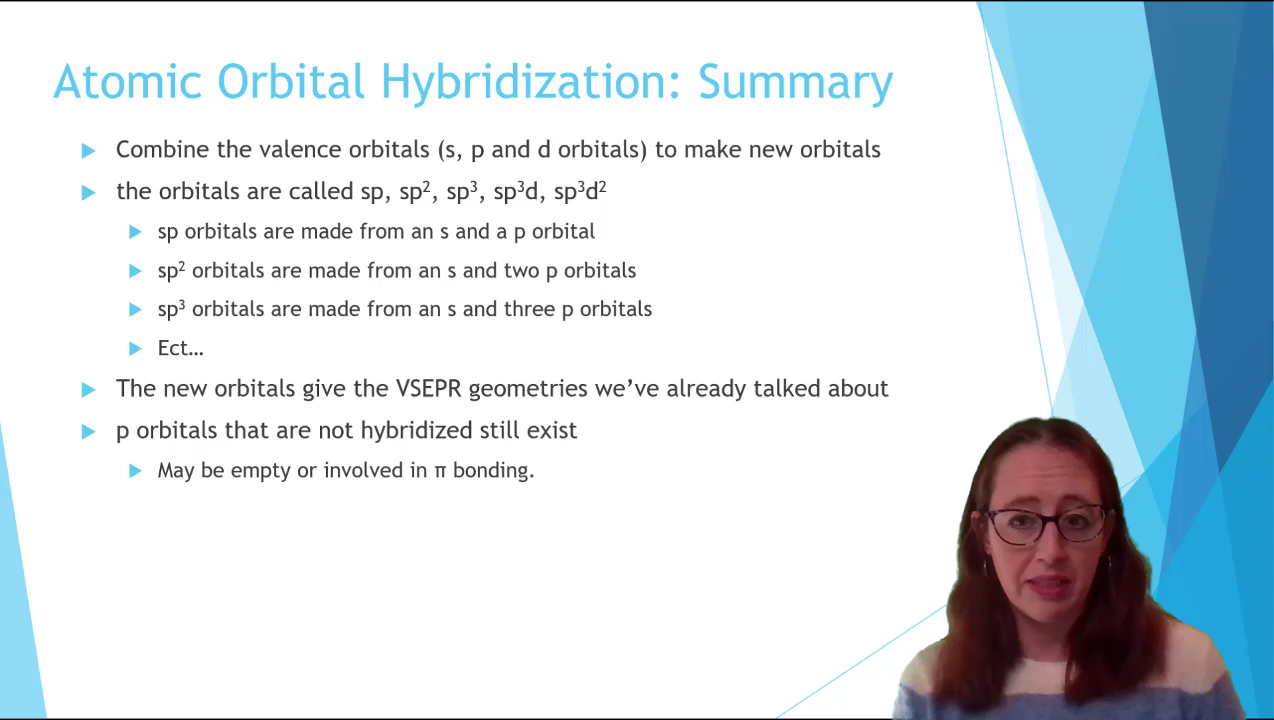 Atomic Orbital Hybridization: Summary
Combine the valence orbitals (s, p and d orbitals) to make new orbitals
the orbitals are called sp, sp², sp³, sp³d, sp³d²
sp orbitals are made from an s and a p orbital
sp² orbitals are made from an s and two p orbitals
sp³ orbitals are made from an s and three p orbitals
Ect…
The new orbitals give the VSEPR geometries we’ve already talked about
p orbitals that are not hybridized still exist
May be empty or involved in π bonding.